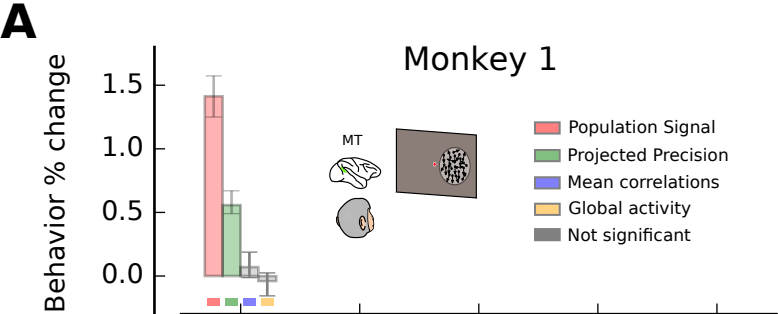 A
Monkey 1
Behavior % change
1.5
1.0
0.5
0.0
MT
Population Signal
Projected Precision
Mean correlations
Global activity
Not significant